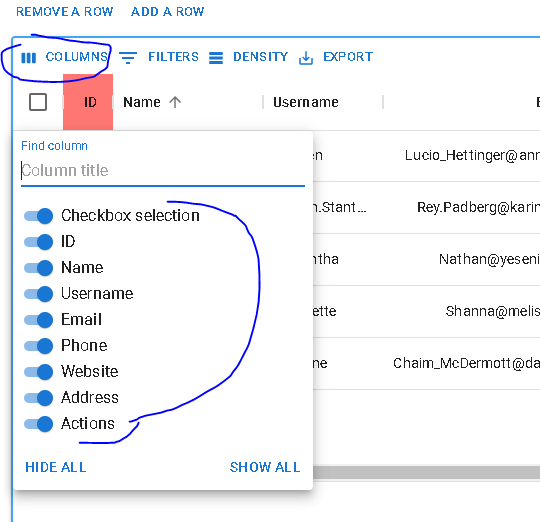 REMOVE A ROW ADD A ROW
COLUMNS FILTERS DENSITY EXPORT
ID Name Username E
Find column
Column title
en Lucio_Hettinger@ann
n.Stant... Rey.Padberg@karin
ntha Nathan@yeseni
ette Shanna@melis
ne Chaim_McDermott@da
Checkbox selection
ID
Name
Username
Email
Phone
Website
Address
Actions
HIDE ALL SHOW ALL